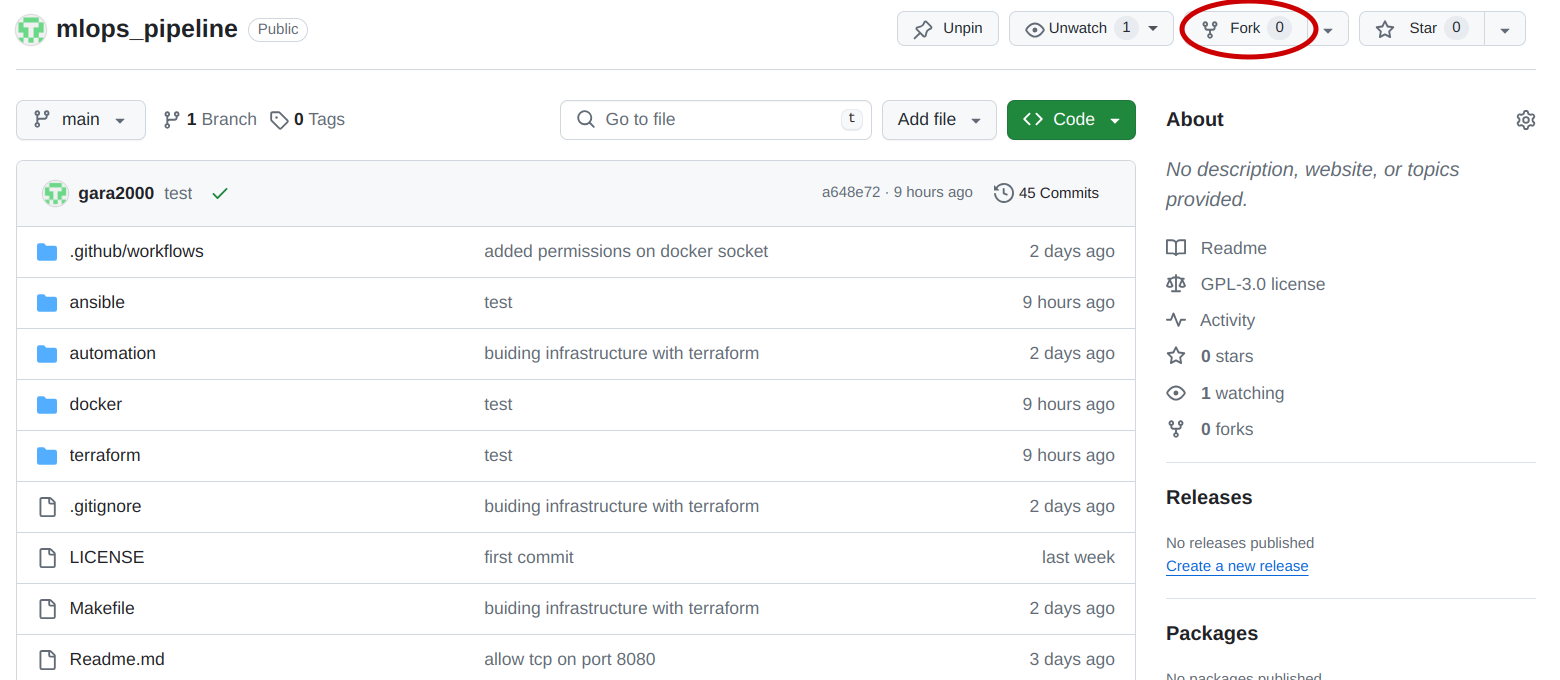 mlops_pipeline Public Unpin Unwatch 1 Fork 0 Star 0
main 1 Branch 0 Tags Go to file t Add file Code
gara2000 test a648e72 · 9 hours ago 45 Commits
.github/workflows added permissions on docker socket 2 days ago
ansible test 9 hours ago
automation buiding infrastructure with terraform 2 days ago
docker test 9 hours ago
terraform test 9 hours ago
.gitignore buiding infrastructure with terraform 2 days ago
LICENSE first commit last week
Makefile buiding infrastructure with terraform 2 days ago
Readme.md allow tcp on port 8080 3 days ago
About
No description, website, or topics
provided.
Readme
GPL-3.0 license
Activity
0 stars
1 watching
0 forks
Releases
No releases published
Create a new release
Packages
No packages published